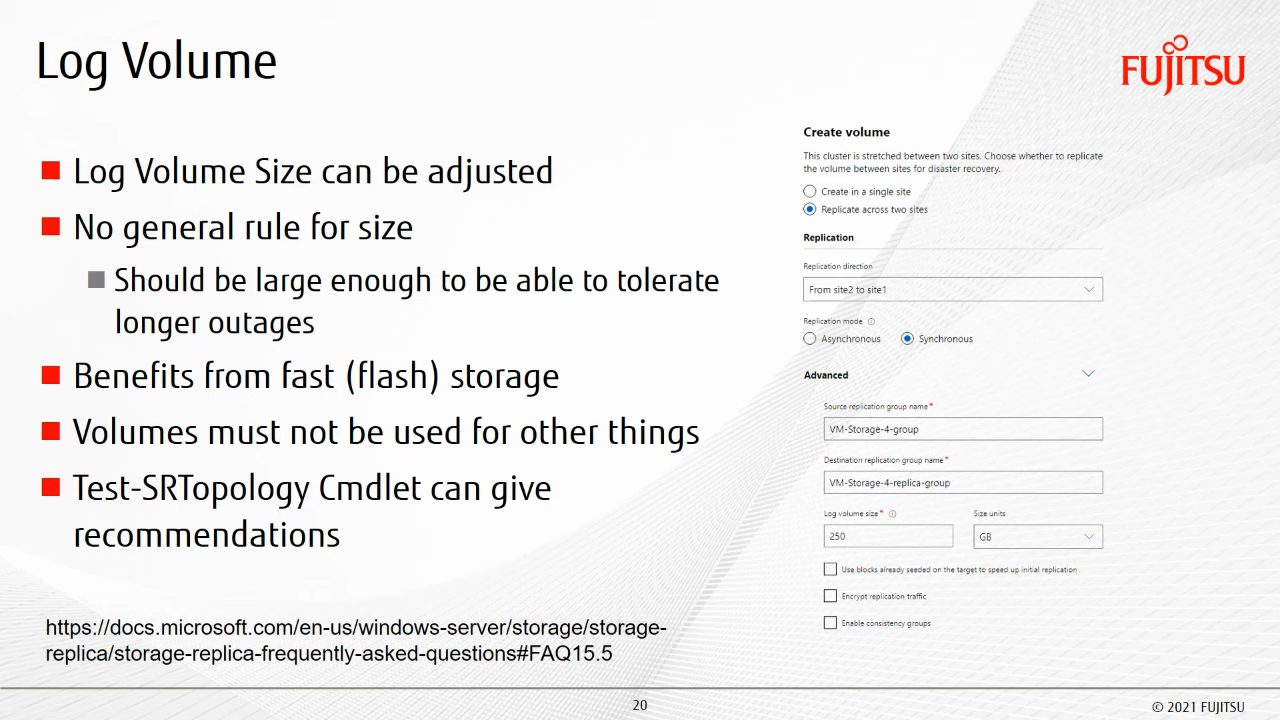 Log Volume
FUJITSU
Log Volume Size can be adjusted
No general rule for size
Should be large enough to be able to tolerate
longer outages
Benefits from fast (flash) storage
Volumes must not be used for other things
Test-SRTopology Cmdlet can give
recommendations
https://docs.microsoft.com/en-us/windows-server/storage/storage-
replica/storage-replica-frequently-asked-questions#FAQ15.5
Create volume
This cluster is stretched between two sites. Choose whether to replicate
the volume between sites for disaster recovery.
Create in a single site
Replicate across two sites
Replication
Replication direction
From site2 to site1
Replication mode
Asynchronous Synchronous
Advanced
Source replication group name*
VM-Storage-4-group
Destination replication group name*
VM-Storage-4-replica-group
Log volume size* Size units
250 GB
Use blocks already seeded on the target to speed up initial replication
Encrypt replication traffic
Enable consistency groups
20
© 2021 FUJITSU